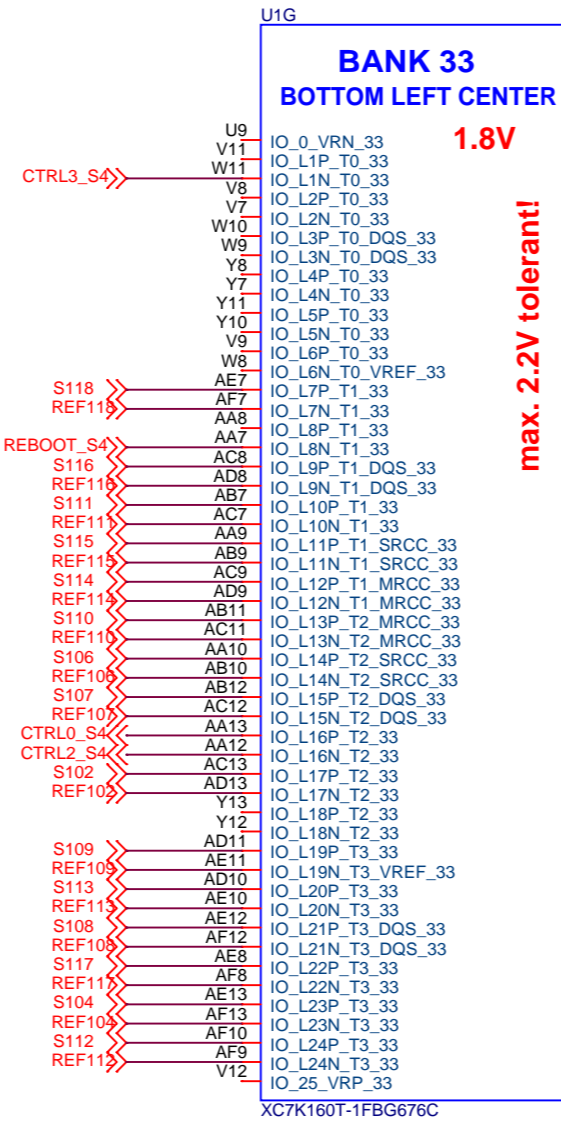 U1G
BANK 33
BOTTOM LEFT CENTER
1.8V
max. 2.2V tolerant!
U9 IO_0_VRN_33
V11 IO_L1P_T0_33
CTRL3_S4 W11 IO_L1N_T0_33
V8 IO_L2P_T0_33
V7 IO_L2N_T0_33
W10 IO_L3P_T0_DQS_33
W9 IO_L3N_T0_DQS_33
Y8 IO_L4P_T0_33
Y7 IO_L4N_T0_33
Y11 IO_L5P_T0_33
Y10 IO_L5N_T0_33
V9 IO_L6P_T0_33
W8 IO_L6N_T0_VREF_33
S118 AE7 IO_L7P_T1_33
REF118 AF7 IO_L7N_T1_33
AA8 IO_L8P_T1_33
REBOOT_S4 AA7 IO_L8N_T1_33
S116 AC8 IO_L9P_T1_DQS_33
REF116 AD8 IO_L9N_T1_DQS_33
S111 AB7 IO_L10P_T1_33
REF111 AC7 IO_L10N_T1_33
S115 AA9 IO_L11P_T1_SRCC_33
REF115 AB9 IO_L11N_T1_SRCC_33
S114 AC9 IO_L12P_T1_MRCC_33
REF114 AD9 IO_L12N_T1_MRCC_33
S110 AB11 IO_L13P_T2_MRCC_33
REF110 AC11 IO_L13N_T2_MRCC_33
S106 AA10 IO_L14P_T2_SRCC_33
REF106 AB10 IO_L14N_T2_SRCC_33
S107 AB12 IO_L15P_T2_DQS_33
REF107 AC12 IO_L15N_T2_DQS_33
CTRL0_S4 AA13 IO_L16P_T2_33
CTRL2_S4 AA12 IO_L16N_T2_33
S102 AC13 IO_L17P_T2_33
REF102 AD13 IO_L17N_T2_33
Y13 IO_L18P_T2_33
Y12 IO_L18N_T2_33
S109 AD11 IO_L19P_T3_33
REF109 AE11 IO_L19N_T3_VREF_33
S113 AD10 IO_L20P_T3_33
REF113 AE10 IO_L20N_T3_33
S108 AE12 IO_L21P_T3_DQS_33
REF108 AF12 IO_L21N_T3_DQS_33
S117 AE8 IO_L22P_T3_33
REF117 AF8 IO_L22N_T3_33
S104 AE13 IO_L23P_T3_33
REF104 AF13 IO_L23N_T3_33
S112 AF10 IO_L24P_T3_33
REF112 AF9 IO_L24N_T3_33
V12 IO_25_VRP_33
XC7K160T-1FBG676C